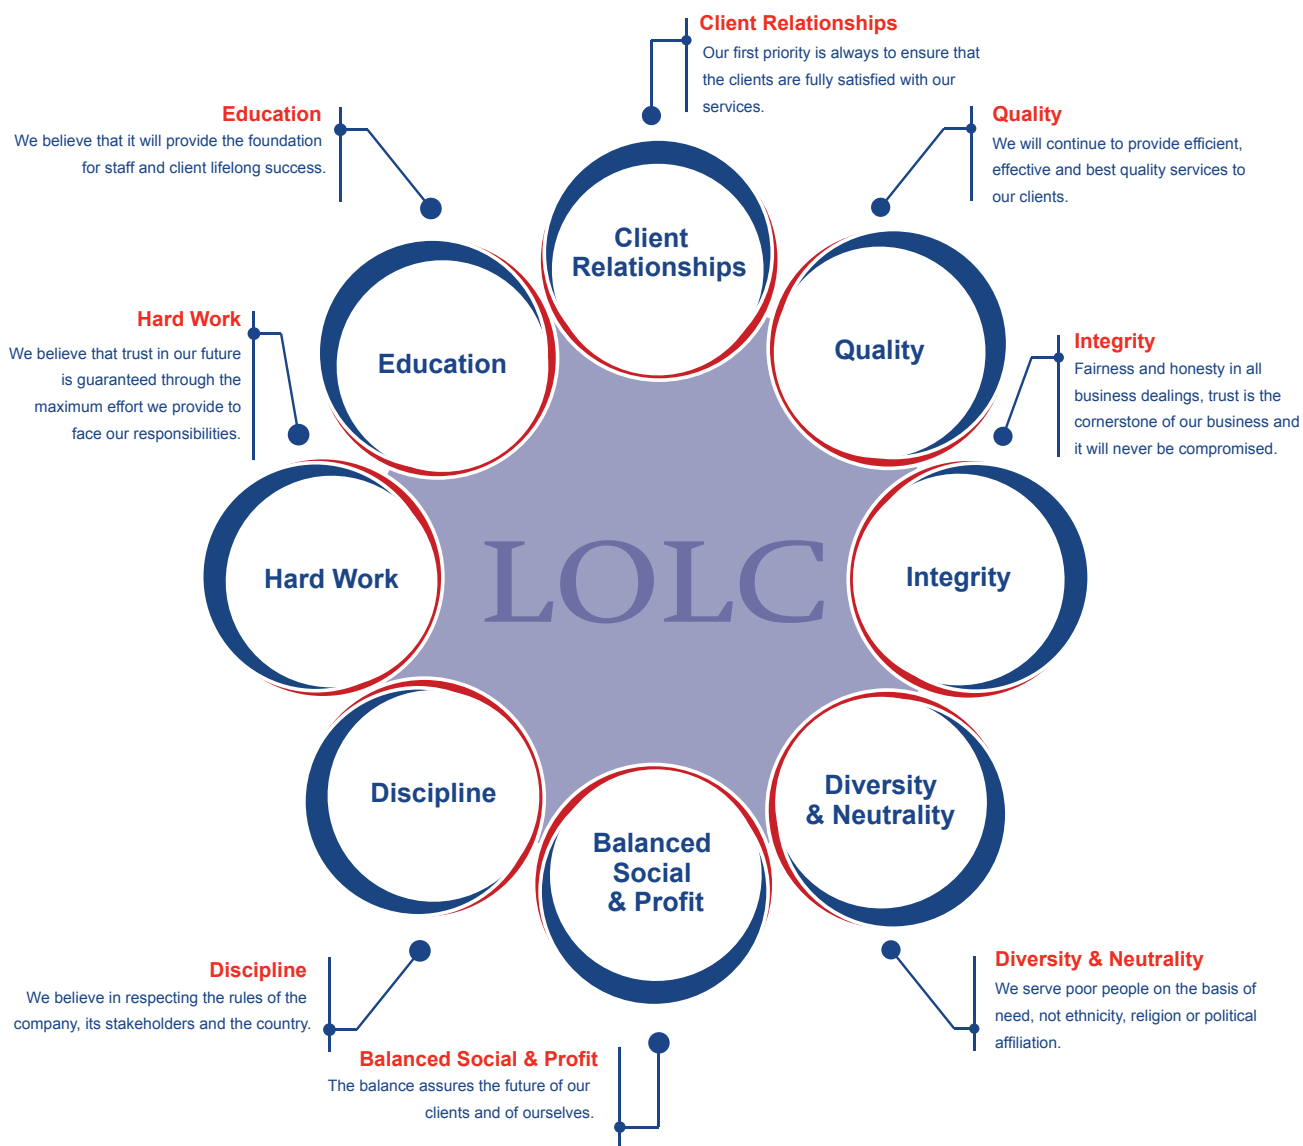 Client Relationships
Our first priority is always to ensure that
the clients are fully satisfied with our
services.
Education
We believe that it will provide the foundation
for staff and client lifelong success.
Quality
We will continue to provide efficient,
effective and best quality services to
our clients.
Hard Work
We believe that trust in our future
is guaranteed through the
maximum effort we provide to
face our responsibilities.
Integrity
Fairness and honesty in all
business dealings, trust is the
cornerstone of our business and
it will never be compromised.
Client
Relationships
Education
Quality
Hard Work
LOLC
Integrity
Discipline
Diversity
& Neutrality
Balanced
Social
& Profit
Discipline
We believe in respecting the rules of the
company, its stakeholders and the country.
Diversity & Neutrality
We serve poor people on the basis of
need, not ethnicity, religion or political
affiliation.
Balanced Social & Profit
The balance assures the future of our
clients and of ourselves.